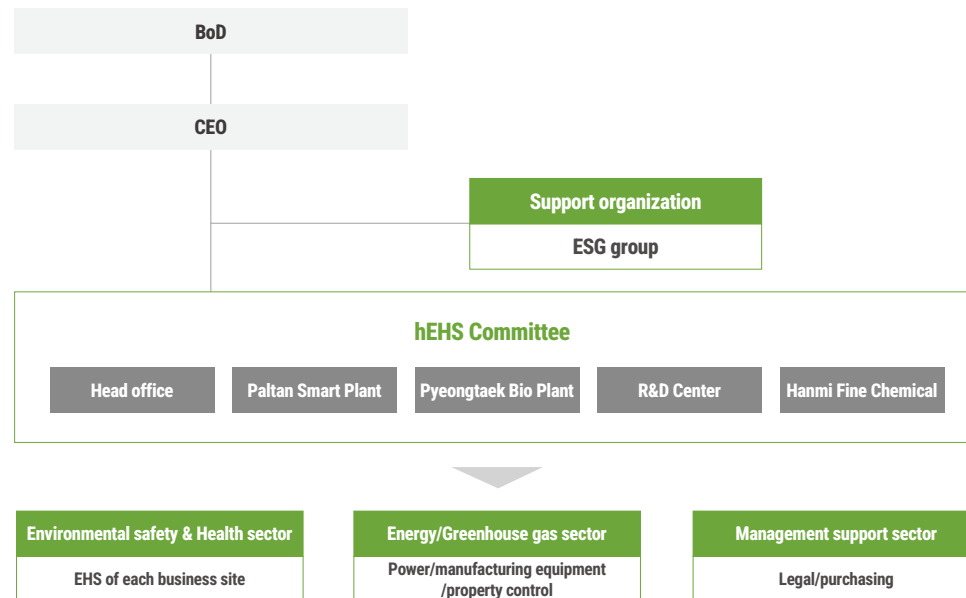 BoD
CEO
Support organization
ESG group
hEHS Committee
Head office
Paltan Smart Plant
Pyeongtaek Bio Plant
R&D Center
Hanmi Fine Chemical
Environmental safety & Health sector
EHS of each business site
Energy/Greenhouse gas sector
Power/manufacturing equipment
/property control
Management support sector
Legal/purchasing